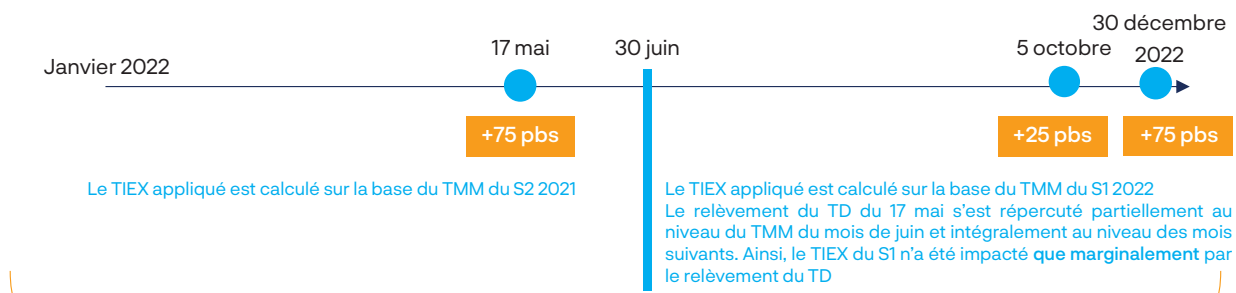 Janvier 2022
17 mai
30 juin
5 octobre
30 décembre
2022
+75 pbs
+25 pbs
+75 pbs
Le TIEX appliqué est calculé sur la base du TMM du S2 2021
Le TIEX appliqué est calculé sur la base du TMM du S1 2022
Le relèvement du TD du 17 mai s’est répercuté partiellement au
niveau du TMM du mois de juin et intégralement au niveau des mois
suivants. Ainsi, le TIEX du S1 n’a été impacté que marginalement par
le relèvement du TD